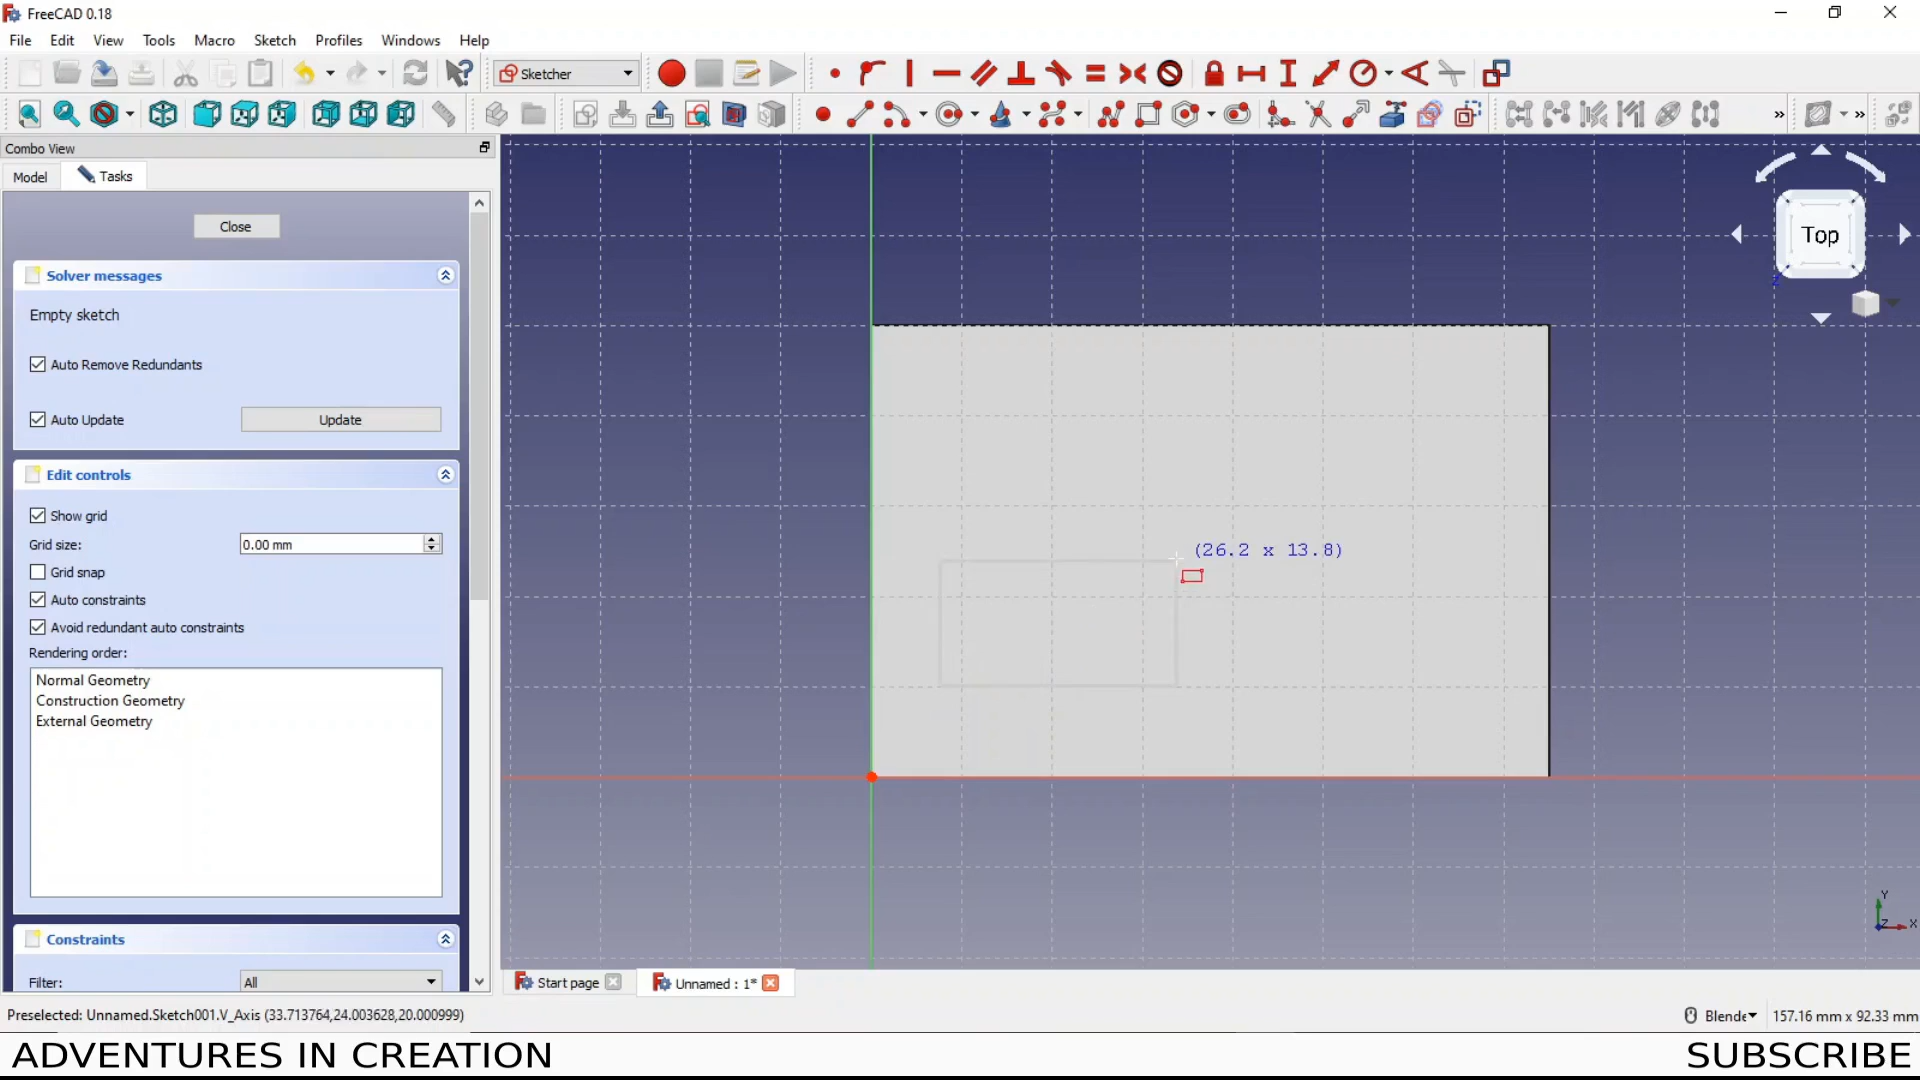 FreeCAD 0.18
File Edit View Tools Macro Sketch Profiles Windows Help
Sketcher
Combo View
Model Tasks
Close
Solver messages
Empty sketch
Auto Remove Redundants
Auto Update Update
Edit controls
Show grid
Grid size: 0.00 mm
Grid snap
Auto constraints
Avoid redundant auto constraints
Rendering order:
Normal Geometry
Construction Geometry
External Geometry
Constraints
Filter: All
Top
(26.2 x 13.8)
Y
Z X
Start page Unnamed : 1*
Preselected: Unnamed.Sketch001.V_Axis (33.713764,24.003628,20.000999)
Blende 157.16 mm x 92.33 mm
ADVENTURES IN CREATION SUBSCRIBE